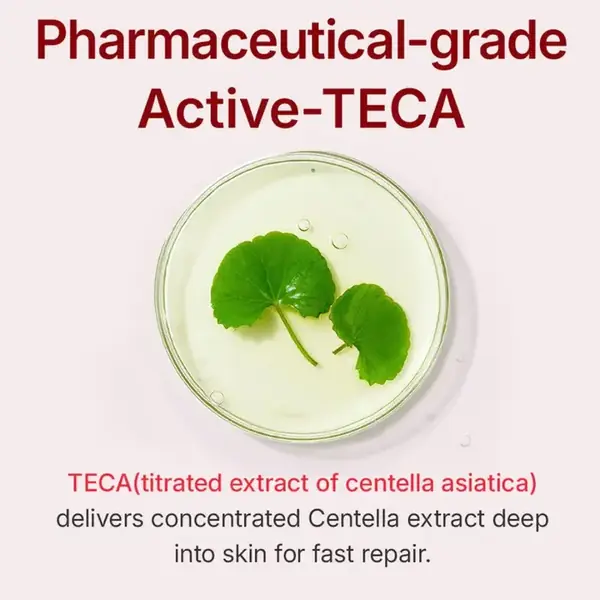 Pharmaceutical-grade
Active-TECA
TECA(titrated extract of centella asiatica)
delivers concentrated Centella extract deep
into skin for fast repair.